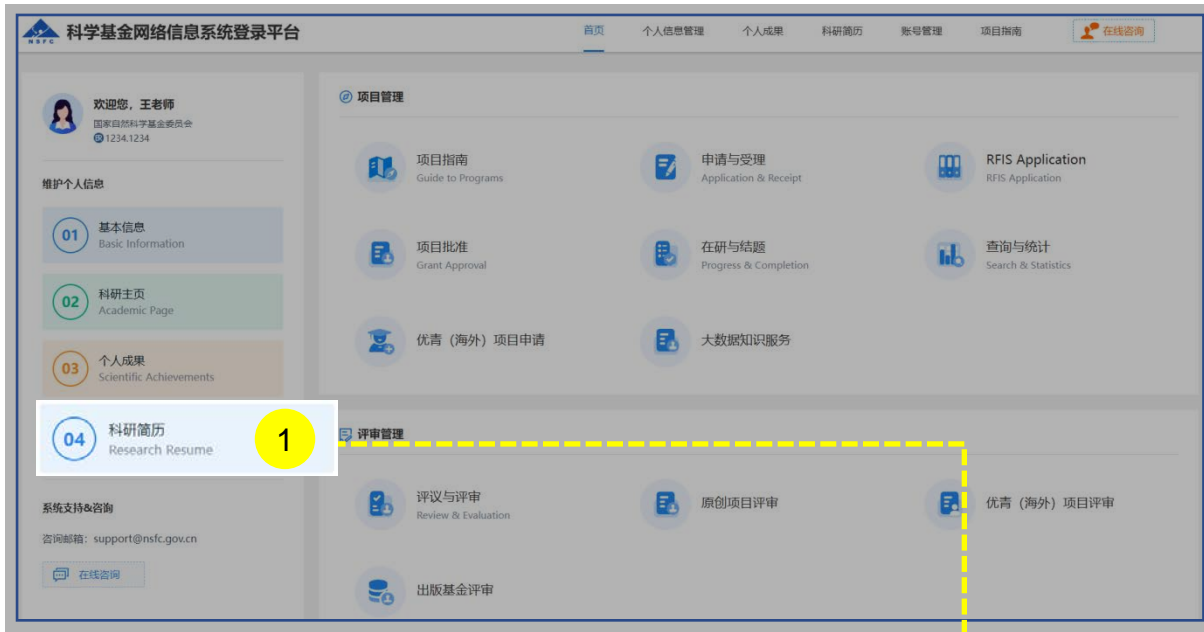 NSFC
科学基金网络信息系统登录平台
首页
个人信息管理
个人成果
科研简历
账号管理
项目指南
在线咨询
欢迎您，王老师
国家自然科学基金委员会
1234.1234
维护个人信息
01
基本信息
Basic Information
02
科研主页
Academic Page
03
个人成果
Scientific Achievements
04
科研简历
Research Resume
1
系统支持&咨询
咨询邮箱：support@nsfc.gov.cn
在线咨询
项目管理
项目指南
Guide to Programs
申请与受理
Application & Receipt
RFIS Application
RFIS Application
项目批准
Grant Approval
在研与结题
Progress & Completion
查询与统计
Search & Statistics
优青（海外）项目申请
大数据知识服务
评审管理
评议与评审
Review & Evaluation
原创项目评审
优青（海外）项目评审
出版基金评审